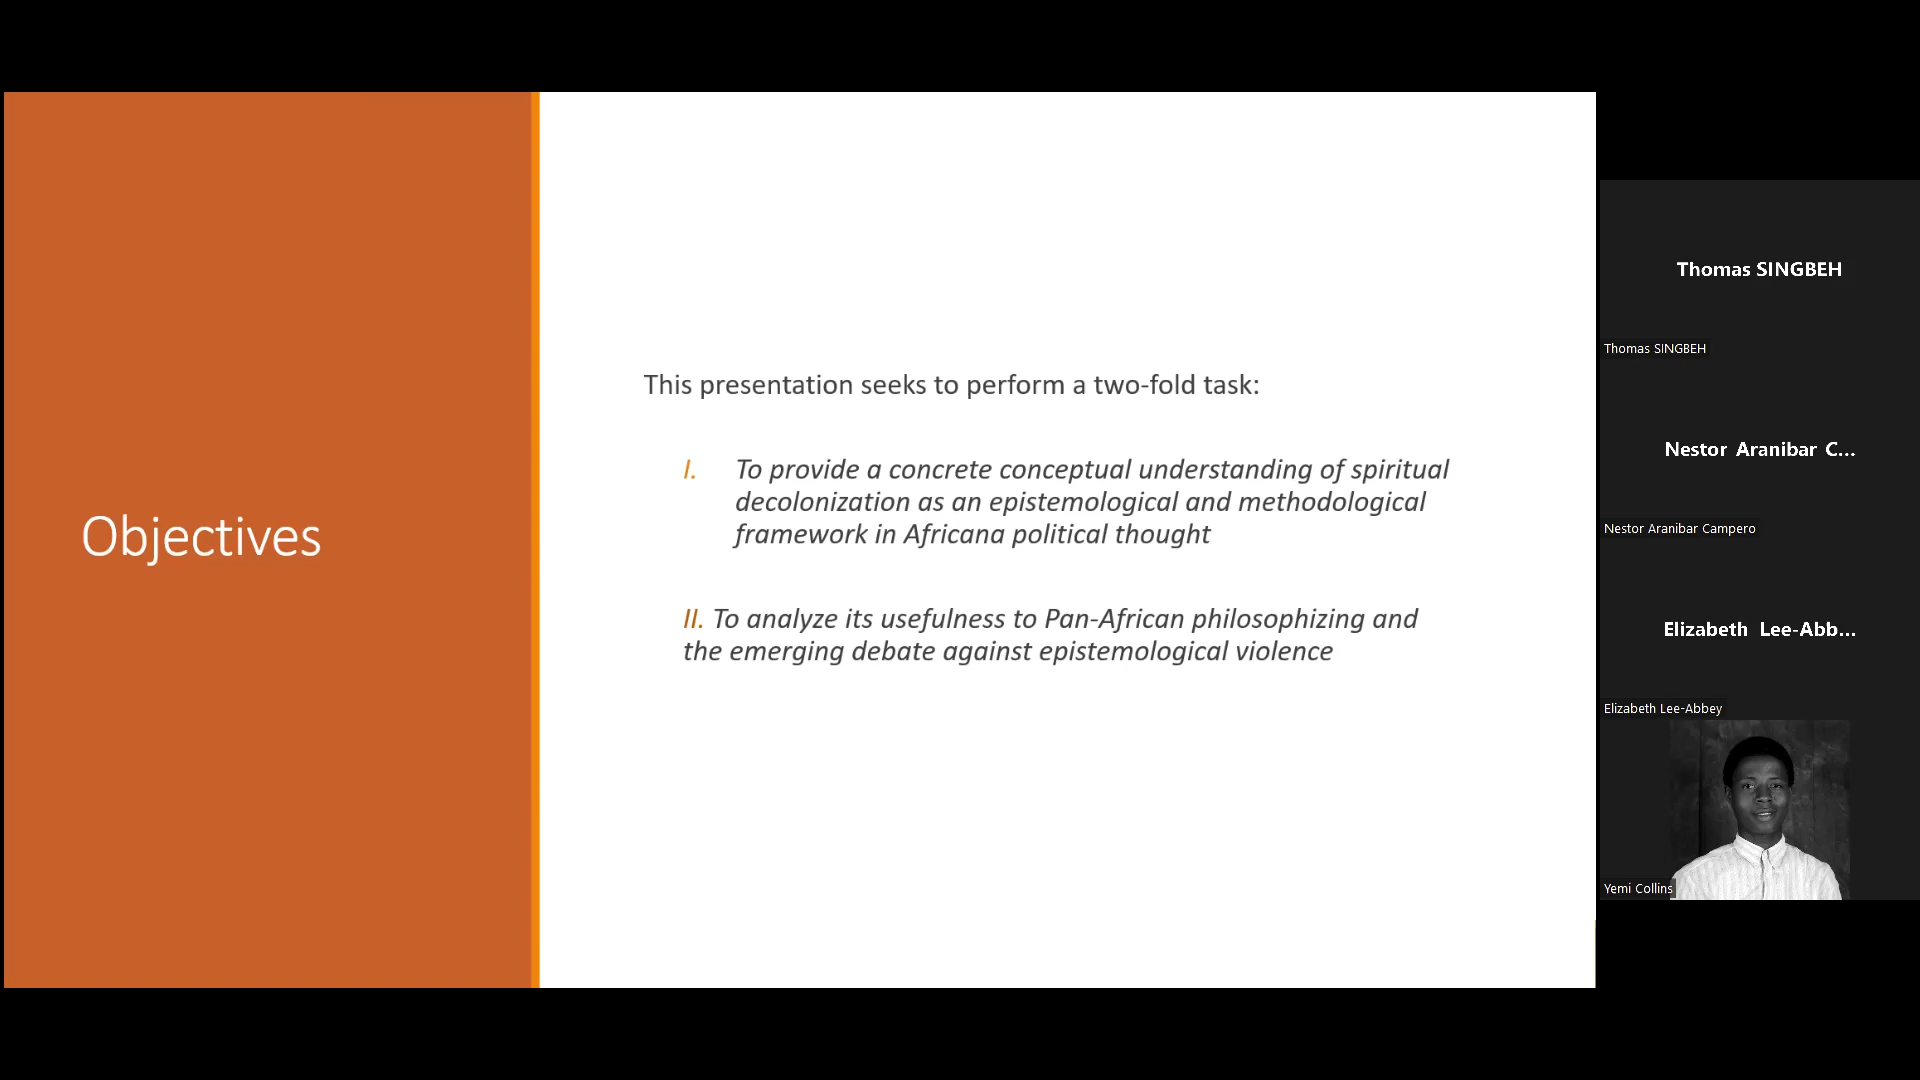 Objectives
This presentation seeks to perform a two-fold task:
I. To provide a concrete conceptual understanding of spiritual
decolonization as an epistemological and methodological
framework in Africana political thought
II. To analyze its usefulness to Pan-African philosophizing and
the emerging debate against epistemological violence
Thomas SINGBEH
Thomas SINGBEH
Nestor Aranibar C...
Nestor Aranibar Campero
Elizabeth Lee-Abb...
Elizabeth Lee-Abbey
Yemi Collins